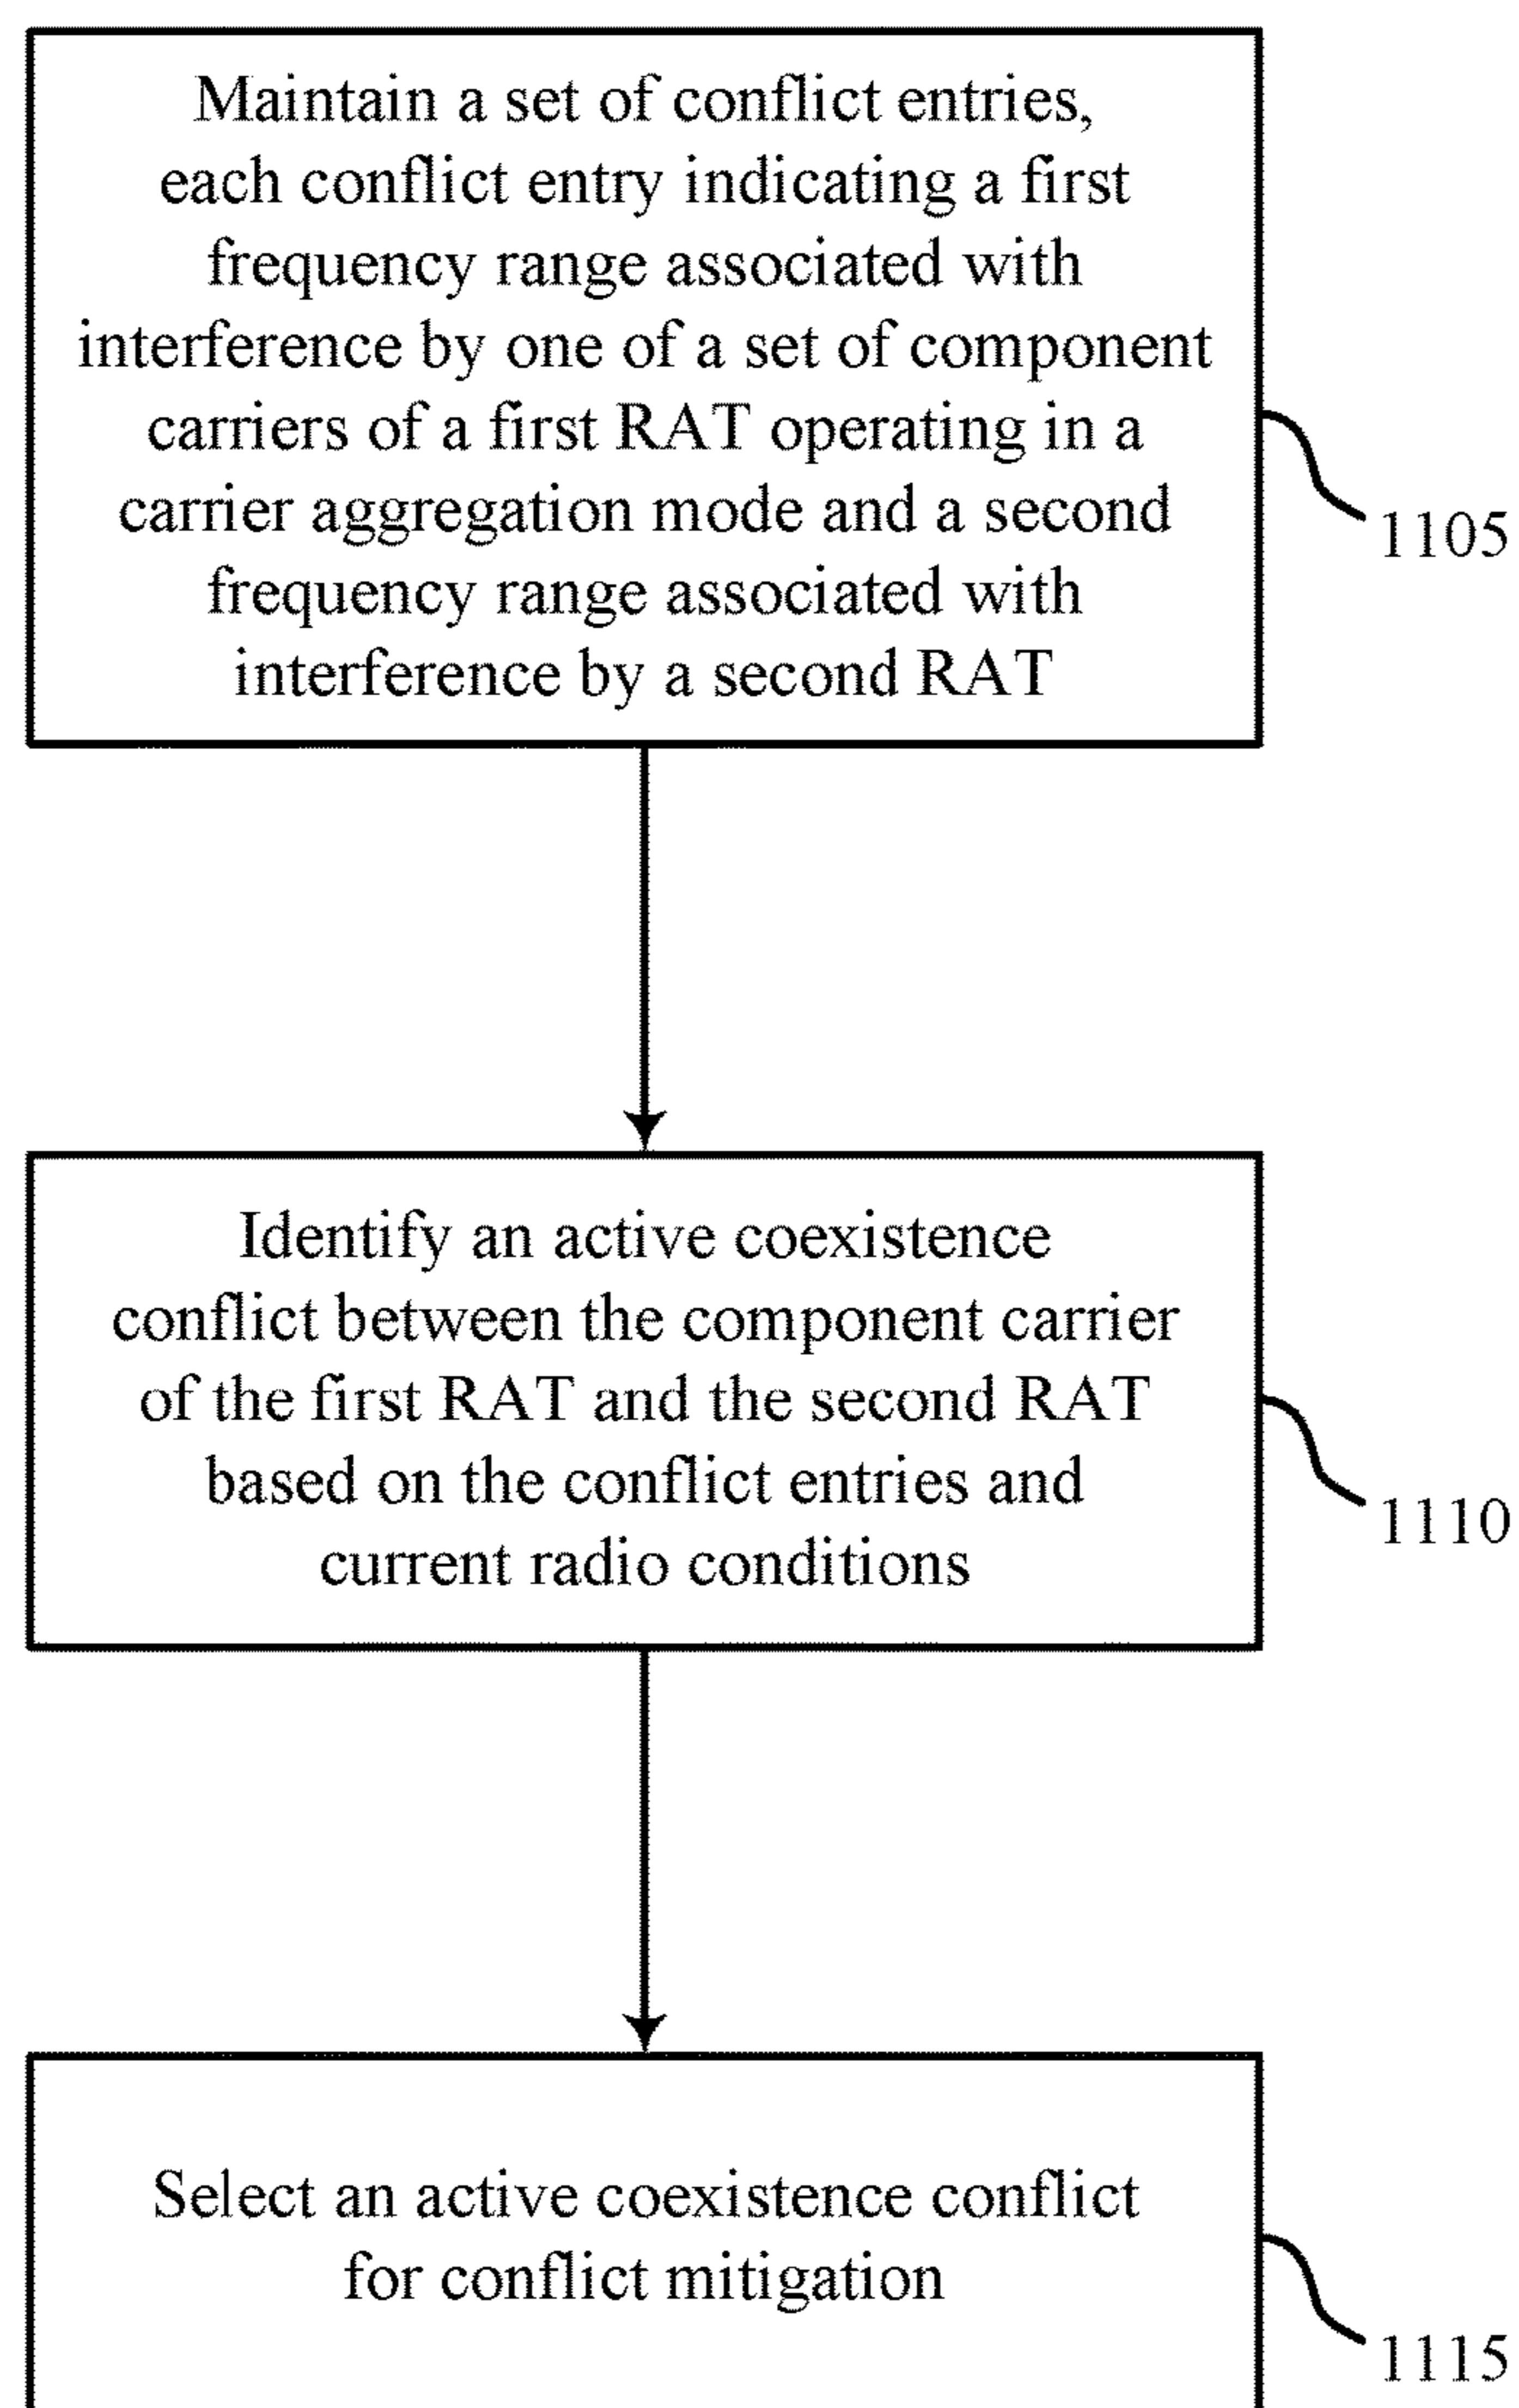 Maintain a set of conflict entries,
each conflict entry indicating a first
frequency range associated with
interference by one of a set of component
carriers of a first RAT operating in a
carrier aggregation mode and a second
frequency range associated with
interference by a second RAT
1105
Identify an active coexistence
conflict between the component carrier
of the first RAT and the second RAT
based on the conflict entries and
current radio conditions
1110
Select an active coexistence conflict
for conflict mitigation
1115